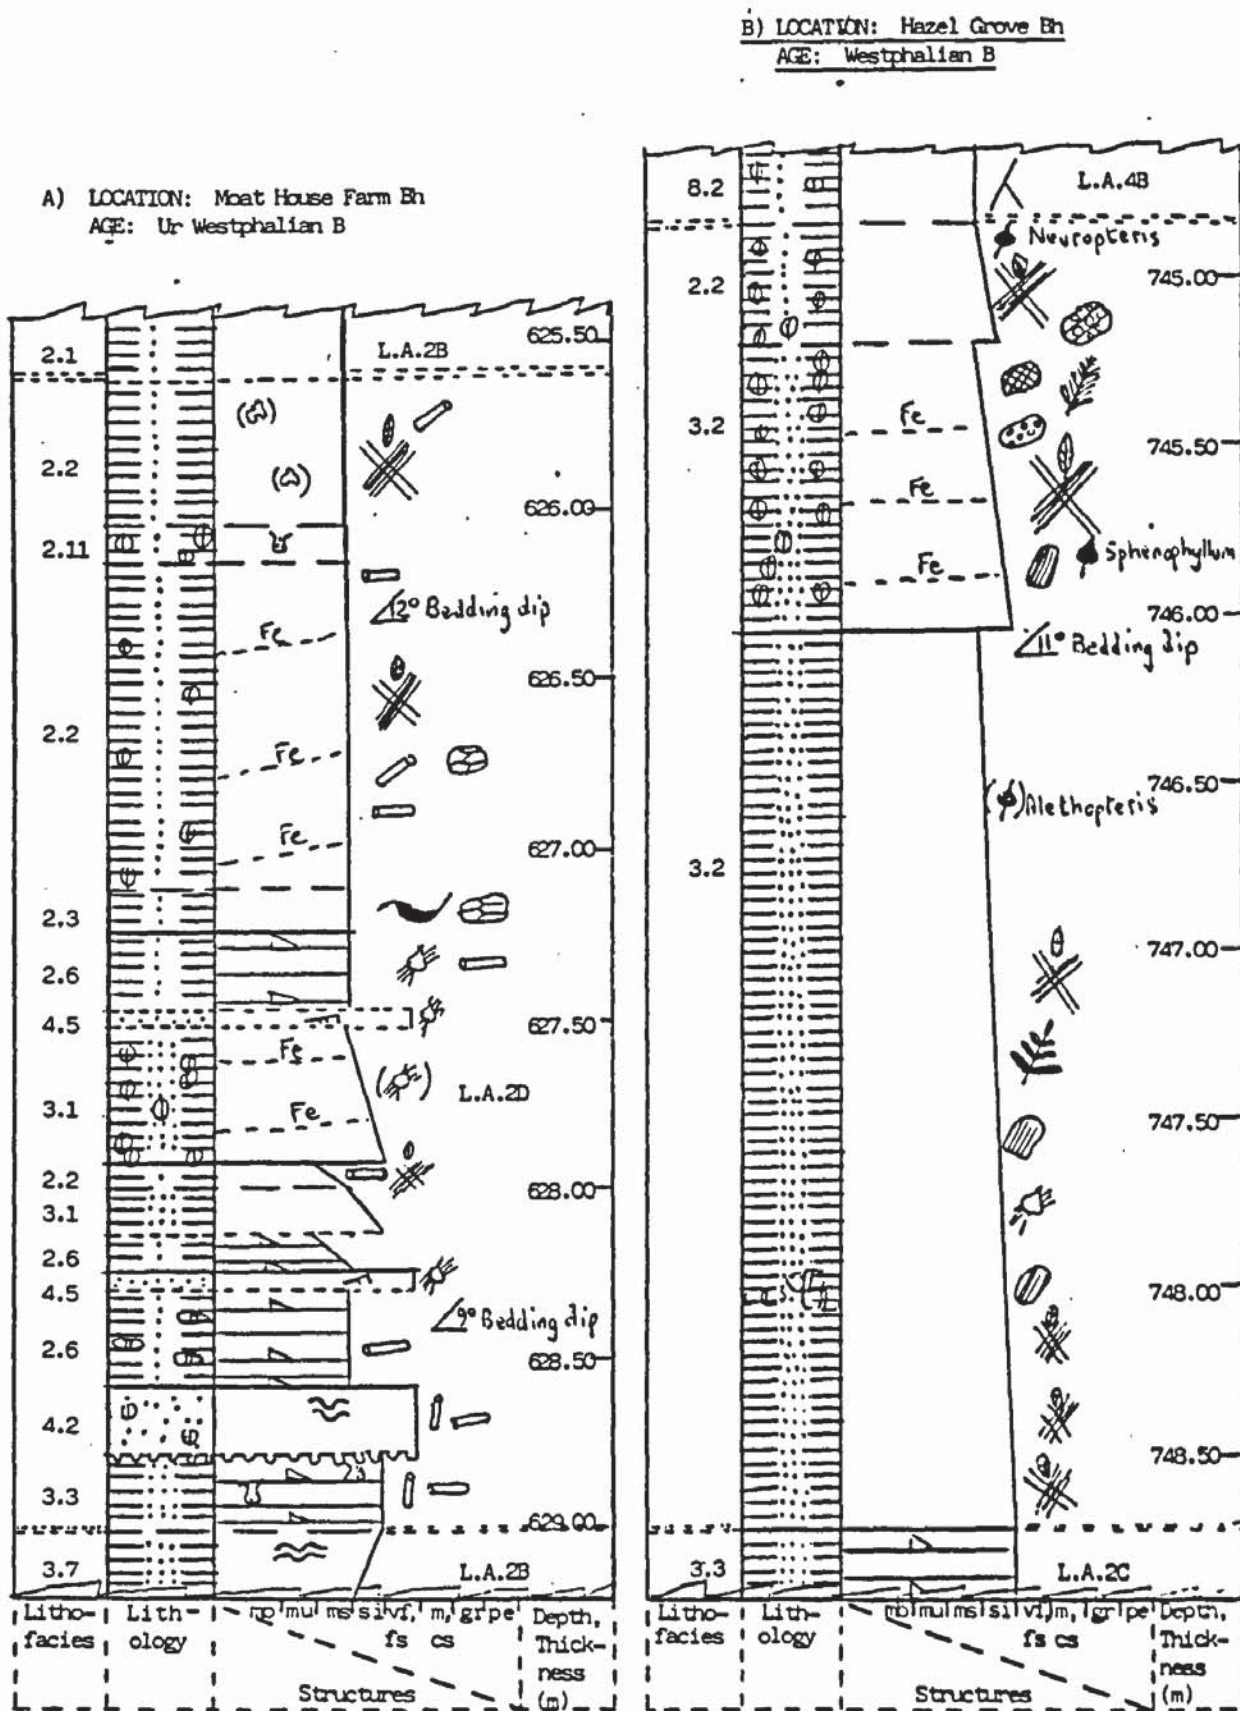 B) LOCATION: Hazel Grove Bh
AGE: Westphalian B
A) LOCATION: Moat House Farm Bh
AGE: Ur Westphalian B
2.1
L.A.2B
625.50
2.2
626.00
2.11
12° Bedding dip
Fe
626.50
2.2
Fe
Fe
627.00
2.3
2.6
4.5
627.50
Fe
3.1
L.A.2D
Fe
2.2
628.00
3.1
2.6
4.5
9° Bedding dip
2.6
628.50
4.2
3.3
629.00
3.7
L.A.2B
mb mu ms si vf, m, gr pe
fs cs
Litho-
facies
Lith-
ology
Structures
Depth,
Thick-
ness
(m)
8.2
L.A.4B
Neuropteris
2.2
745.00
3.2
Fe
745.50
Fe
Fe
Sphenophyllum
746.00
11° Bedding dip
746.50
Alethopteris
3.2
747.00
747.50
748.00
748.50
3.3
L.A.2C
mb mu ms si vf, m, gr pe
fs cs
Litho-
facies
Lith-
ology
Structures
Depth,
Thick-
ness
(m)